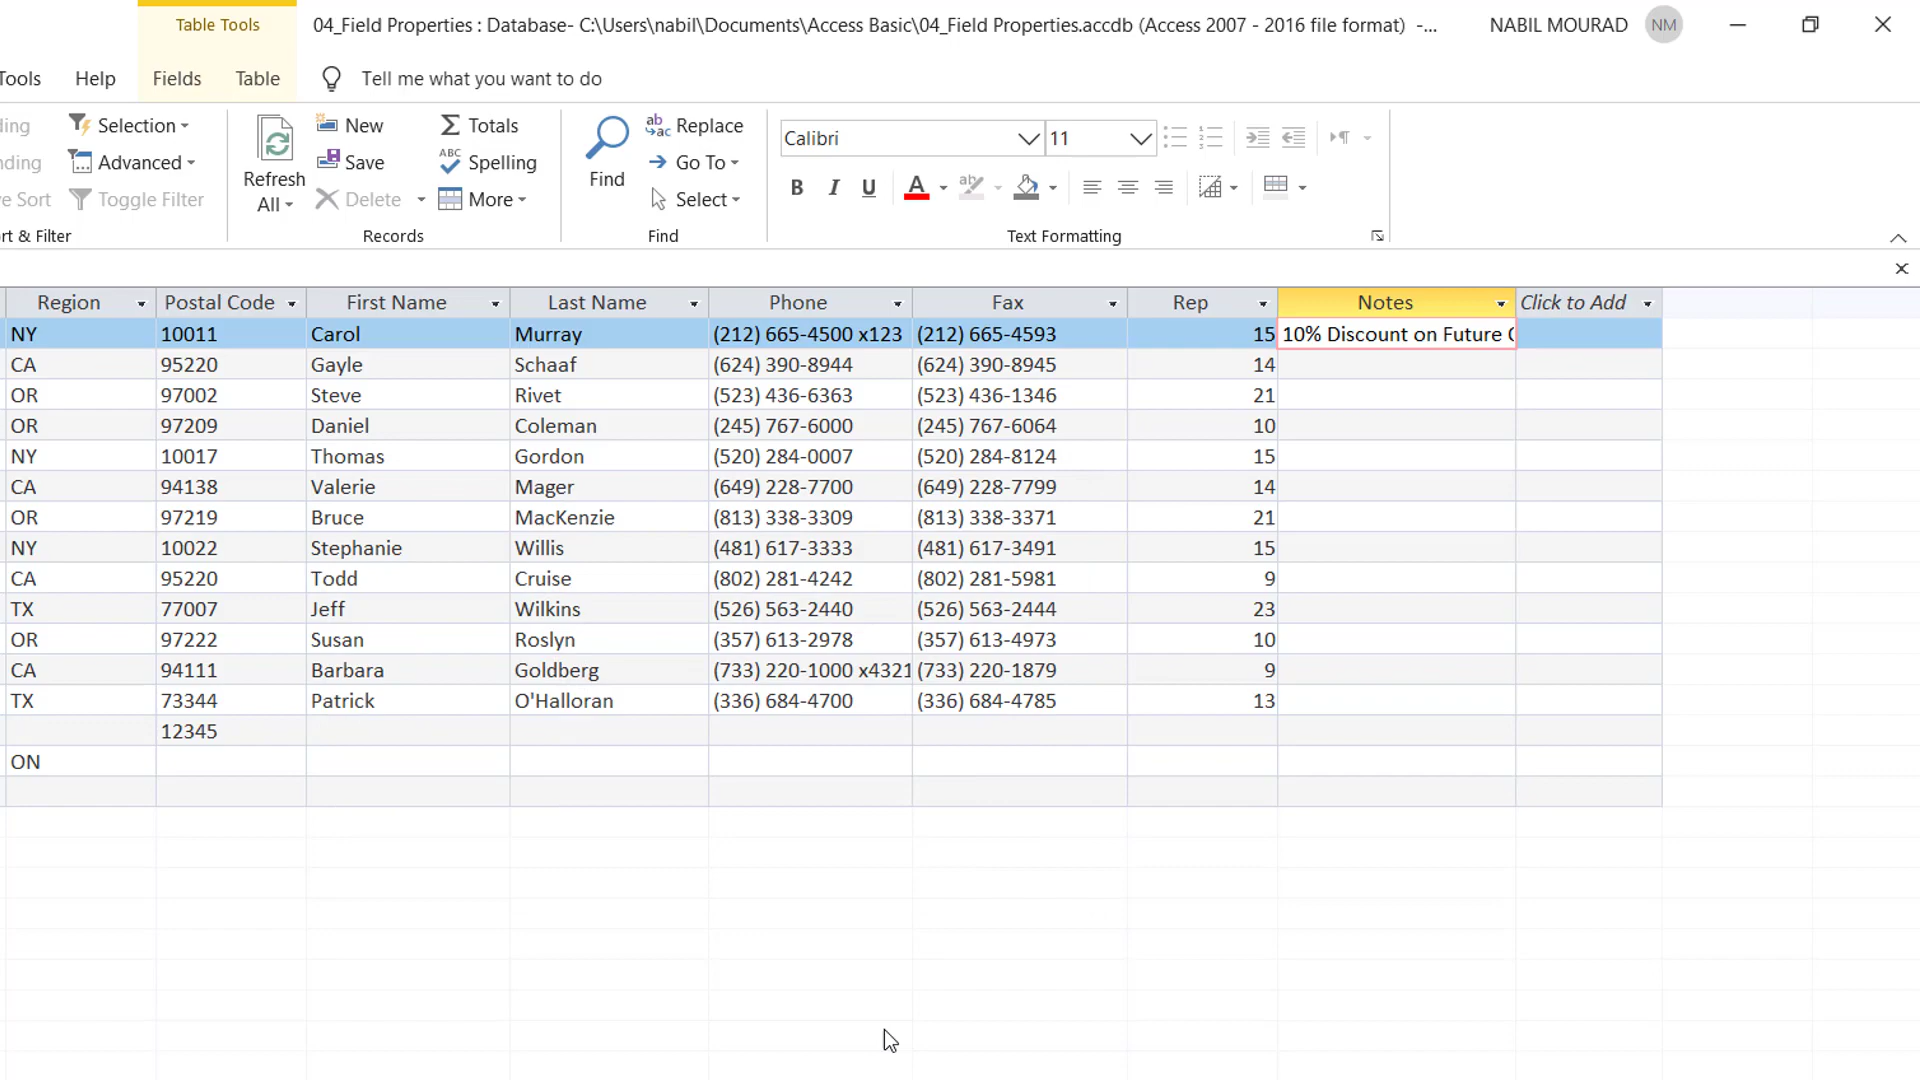 Table Tools
04_Field Properties : Database- C:\Users\nabil\Documents\Access Basic\04_Field Properties.accdb (Access 2007 - 2016 file format) -...
NABIL MOURAD NM
Tools Help Fields Table Tell me what you want to do
ding Selection New Totals Replace Calibri 11
nding Advanced Save Spelling Go To
ve Sort Toggle Filter Refresh All Delete More Find Select B I U A
rt & Filter Records Find Text Formatting
Region Postal Code First Name Last Name Phone Fax Rep Notes Click to Add
NY 10011 Carol Murray (212) 665-4500 x123 (212) 665-4593 15 10% Discount on Future
CA 95220 Gayle Schaaf (624) 390-8944 (624) 390-8945 14
OR 97002 Steve Rivet (523) 436-6363 (523) 436-1346 21
OR 97209 Daniel Coleman (245) 767-6000 (245) 767-6064 10
NY 10017 Thomas Gordon (520) 284-0007 (520) 284-8124 15
CA 94138 Valerie Mager (649) 228-7700 (649) 228-7799 14
OR 97219 Bruce MacKenzie (813) 338-3309 (813) 338-3371 21
NY 10022 Stephanie Willis (481) 617-3333 (481) 617-3491 15
CA 95220 Todd Cruise (802) 281-4242 (802) 281-5981 9
TX 77007 Jeff Wilkins (526) 563-2440 (526) 563-2444 23
OR 97222 Susan Roslyn (357) 613-2978 (357) 613-4973 10
CA 94111 Barbara Goldberg (733) 220-1000 x4321 (733) 220-1879 9
TX 73344 Patrick O'Halloran (336) 684-4700 (336) 684-4785 13
12345
ON